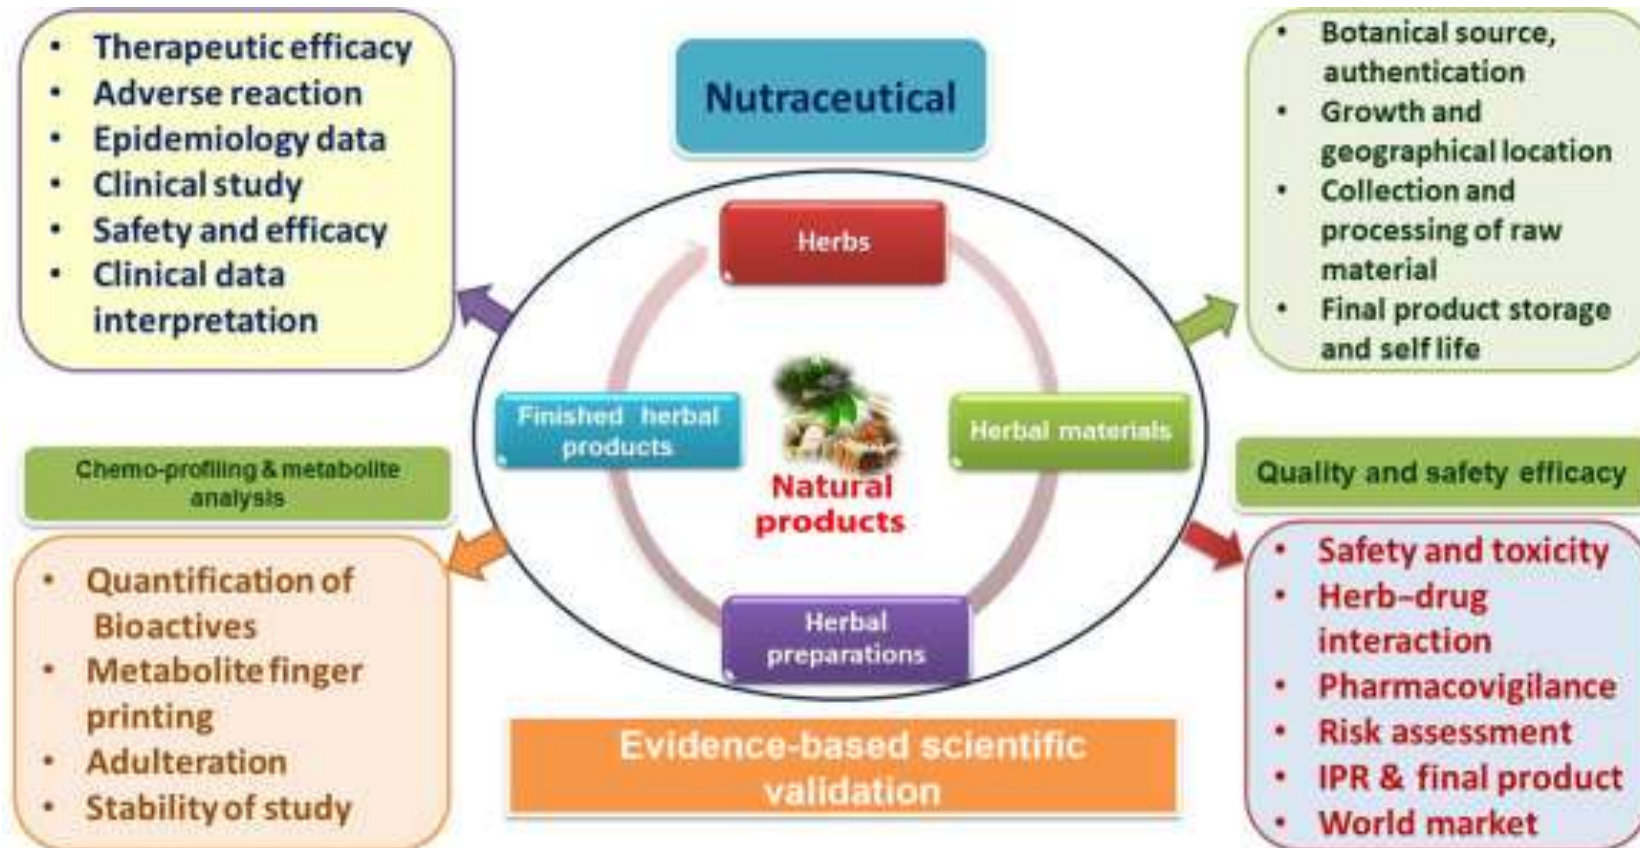 • Therapeutic efficacy
• Adverse reaction
• Epidemiology data
• Clinical study
• Safety and efficacy
• Clinical data
interpretation
Nutraceutical
• Botanical source,
authentication
• Growth and
geographical location
• Collection and
processing of raw
material
• Final product storage
and self life
Herbs
Finished herbal
products
Herbal materials
Natural
products
Herbal
preparations
Chemo-profiling & metabolite
analysis
Quality and safety efficacy
• Quantification of
Bioactives
• Metabolite finger
printing
• Adulteration
• Stability of study
Evidence-based scientific
validation
• Safety and toxicity
• Herb–drug
interaction
• Pharmacovigilance
• Risk assessment
• IPR & final product
• World market